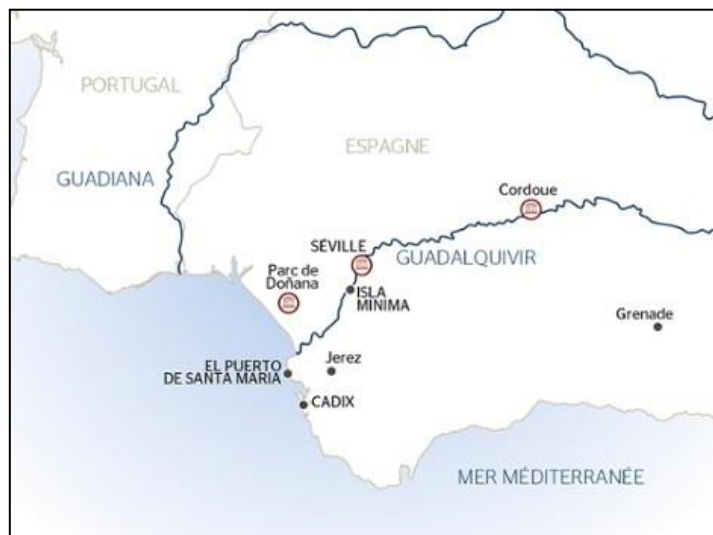 PORTUGAL
ESPAGNE
GUADIANA
Cordoue
SÉVILLE
GUADALQUIVIR
Parc de
Doñana
ISLA
MINIMA
Grenade
Jerez
EL PUERTO
DE SANTA MARIA
CADIX
MER MÉDITERRANÉE